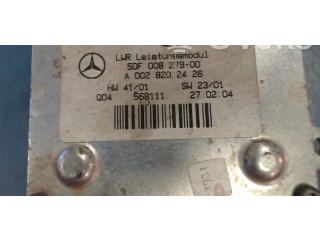 LWR Leistungsmodul
5DF 008 279-00
A 002 820 24 26
HW 41/01 SW 23/01
Q04 568111 27.02.04